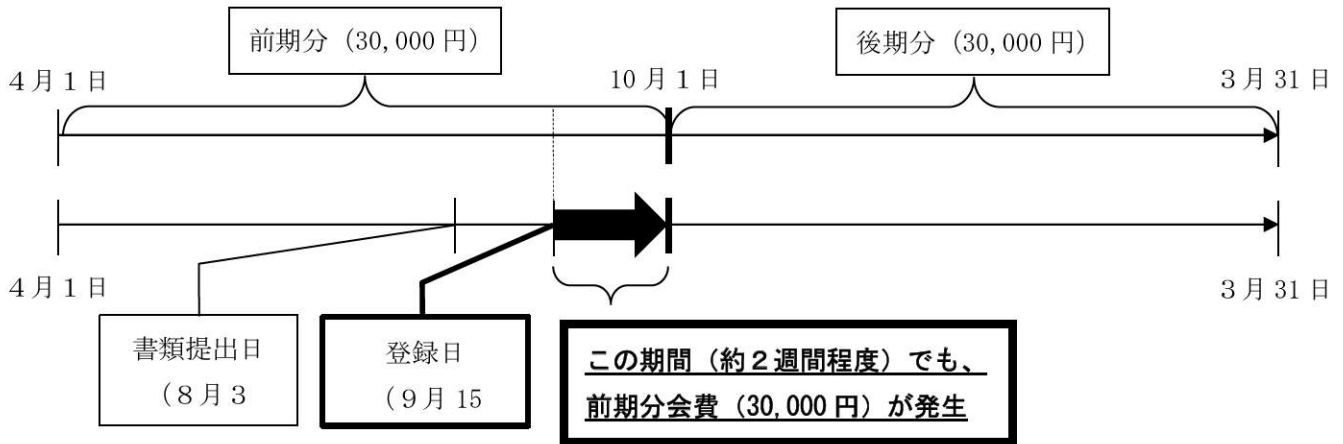 前期分（30,000 円）
後期分（30,000 円）
４月１日
10 月１日
３月 31 日
４月１日
３月 31 日
書類提出日
（８月３
登録日
（９月 15
この期間（約２週間程度）でも、
前期分会費（30,000 円）が発生